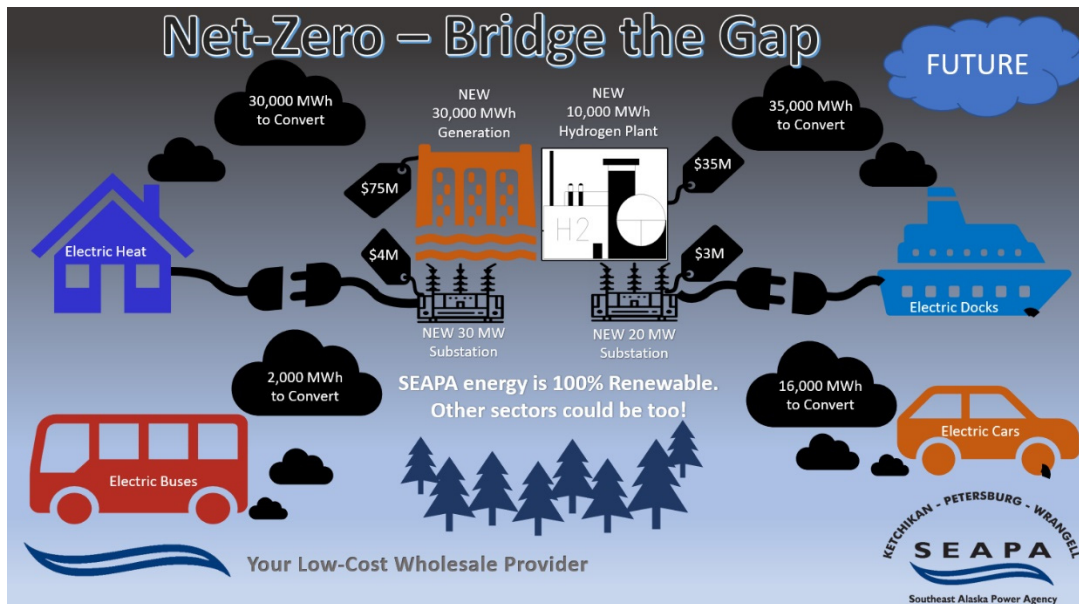 Net-Zero – Bridge the Gap
FUTURE
30,000 MWh
to Convert
NEW
30,000 MWh
Generation
NEW
10,000 MWh
Hydrogen Plant
35,000 MWh
to Convert
$75M
$35M
H2
Electric Heat
$4M
$3M
Electric Docks
NEW 30 MW
Substation
NEW 20 MW
Substation
2,000 MWh
to Convert
SEAPA energy is 100% Renewable.
Other sectors could be too!
16,000 MWh
to Convert
Electric Buses
Electric Cars
Your Low-Cost Wholesale Provider
KETCHIKAN - PETERSBURG - WRANGELL
SEAPA
Southeast Alaska Power Agency